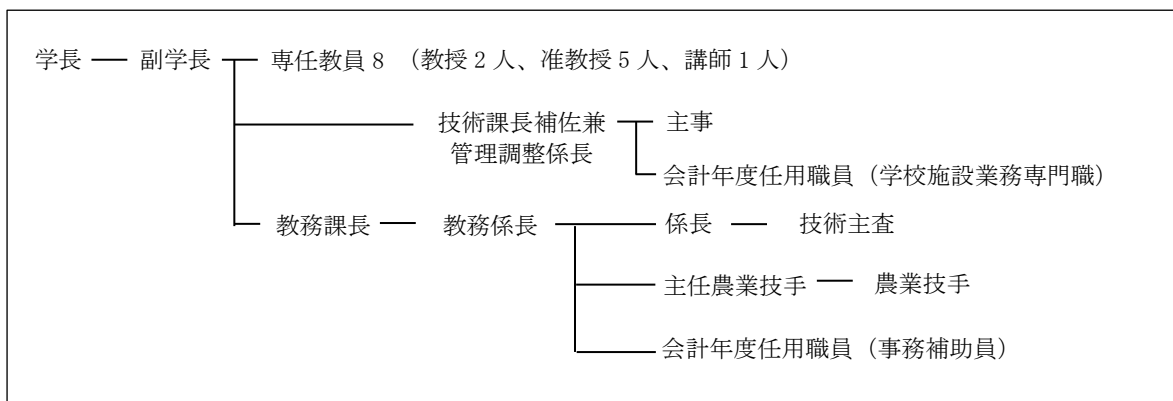 学長 副学長 専任教員8 (教授2人、准教授5人、講師1人)
技術課長補佐兼 主事
管理調整係長
会計年度任用職員(学校施設業務専門職)
教務課長 教務係長 係長 技術主査
主任農業技手 農業技手
会計年度任用職員(事務補助員)